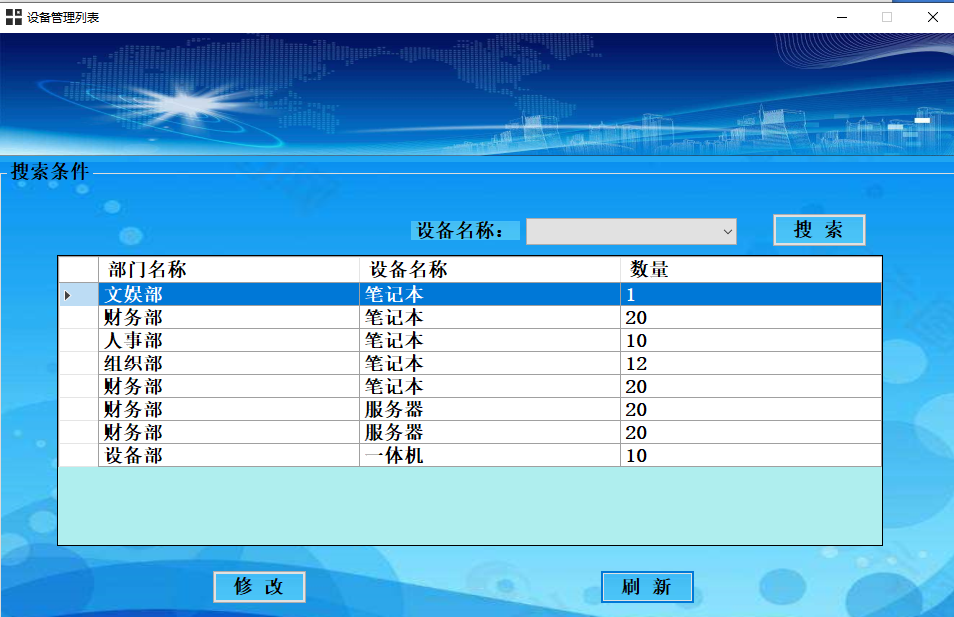 设备管理列表
搜索条件
设备名称： 搜 索
部门名称 设备名称 数量
文娱部 笔记本 1
财务部 笔记本 20
人事部 笔记本 10
组织部 笔记本 12
财务部 笔记本 20
财务部 服务器 20
财务部 服务器 20
设备部 一体机 10
修 改 刷 新